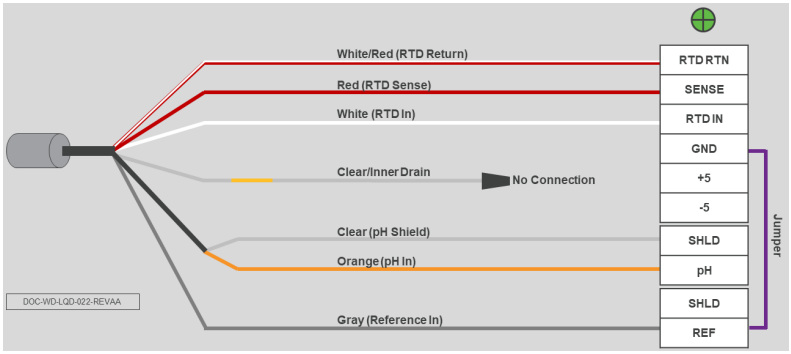 White/Red (RTD Return)
RTD RTN
Red (RTD Sense)
SENSE
White (RTD In)
RTD IN
GND
Clear/Inner Drain
No Connection
+5
-5
Clear (pH Shield)
SHLD
Orange (pH In)
pH
Jumper
DOC-WD-LQD-022-REVAA
SHLD
Gray (Reference In)
REF